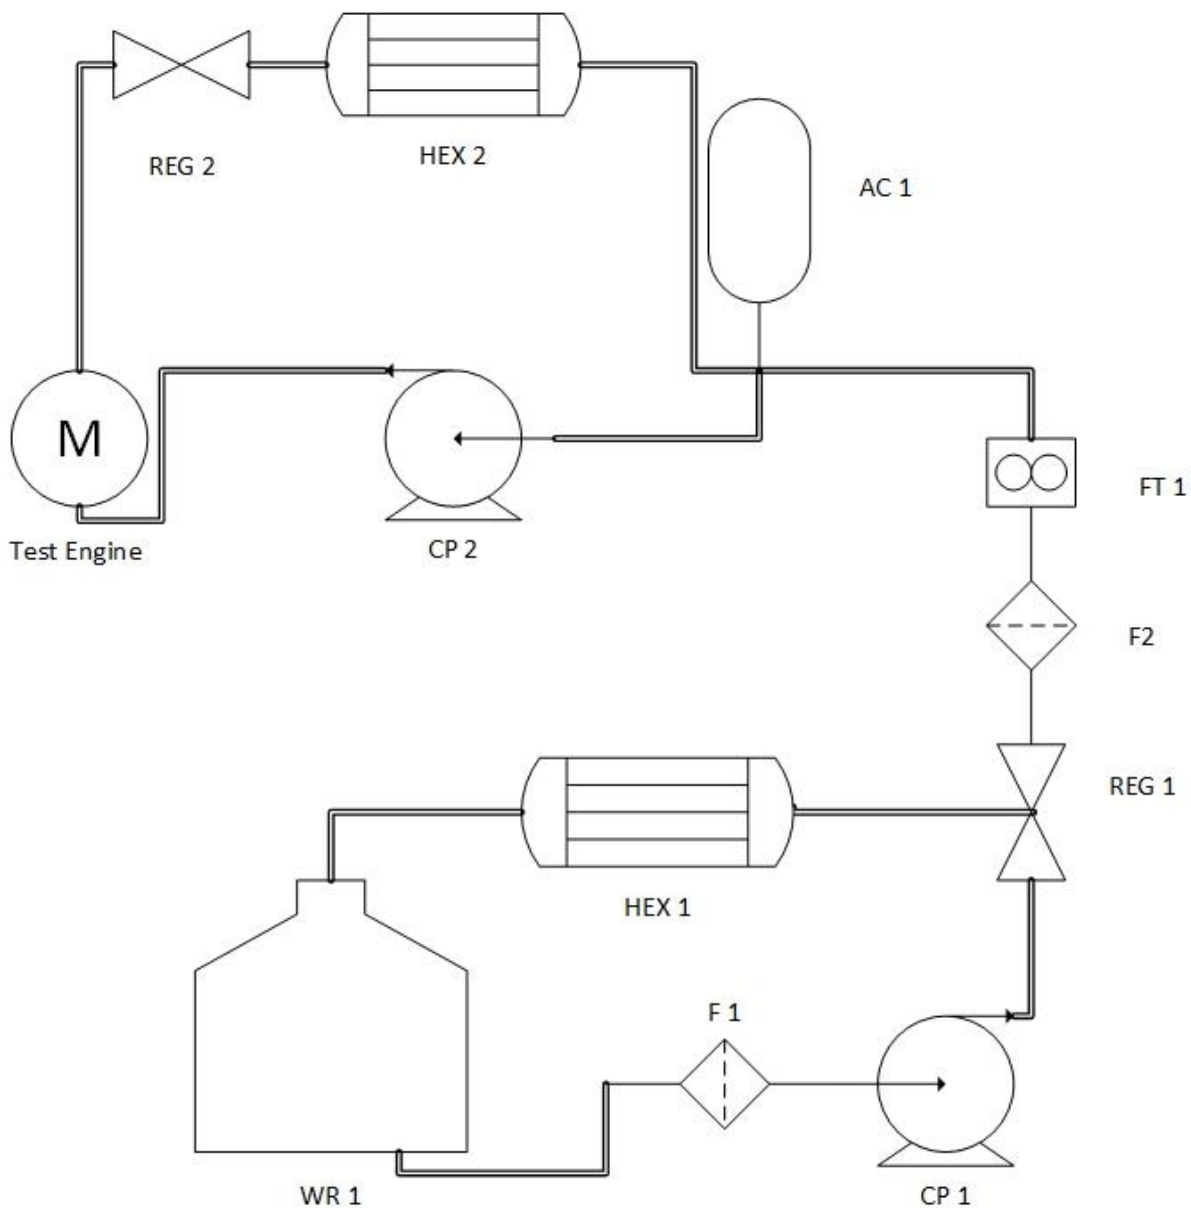 HEX 2
REG 2
AC 1
M
FT 1
Test Engine
CP 2
F2
REG 1
HEX 1
F 1
WR 1
CP 1